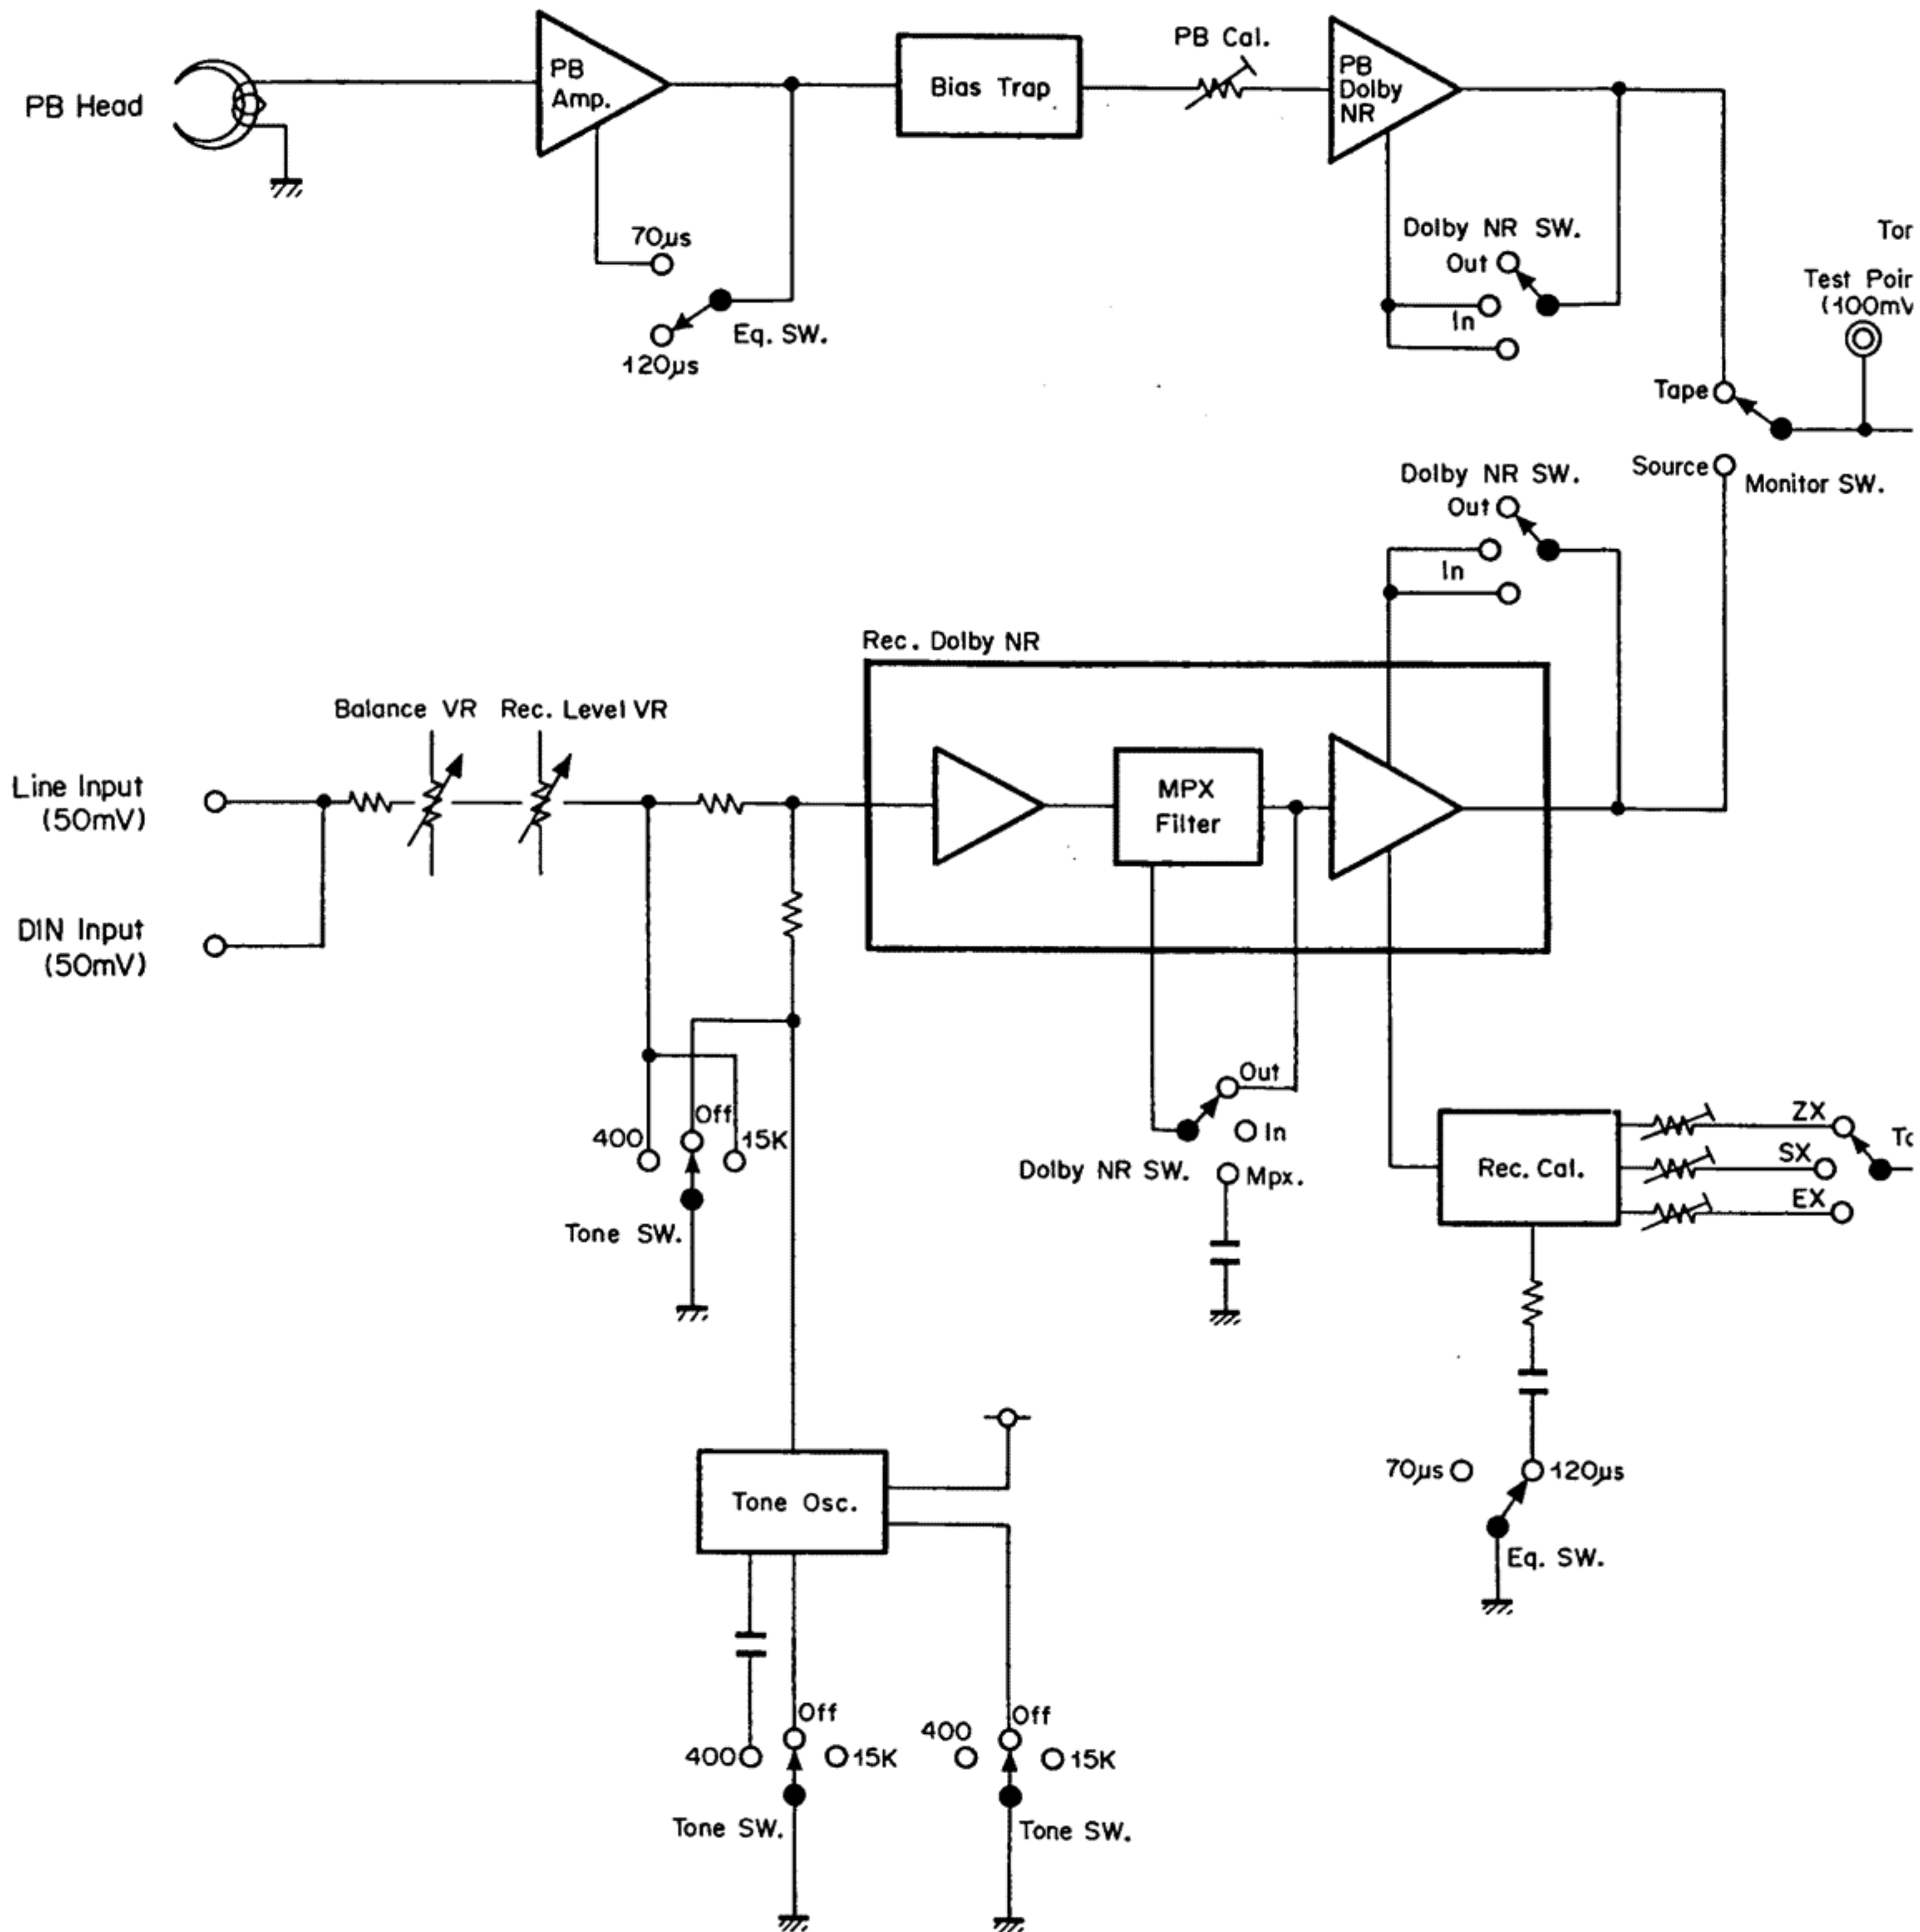 PB Head
PB
Amp.
Bias Trap
PB Cal.
PB
Dolby
NR
70µs
120µs
Eq. SW.
Dolby NR SW.
Out
In
Test
(100mV
Tape
Source
Monitor SW.
Dolby NR SW.
Out
In
Rec. Dolby NR
Balance VR
Rec. Level VR
Line Input
(50mV)
DIN Input
(50mV)
MPX
Filter
400
Off
15K
Tone SW.
Out
In
Mpx.
Dolby NR SW.
Rec. Cal.
ZX
SX
EX
70µs
120µs
Eq. SW.
Tone Osc.
400
Off
15K
Tone SW.
400
Off
15K
Tone SW.